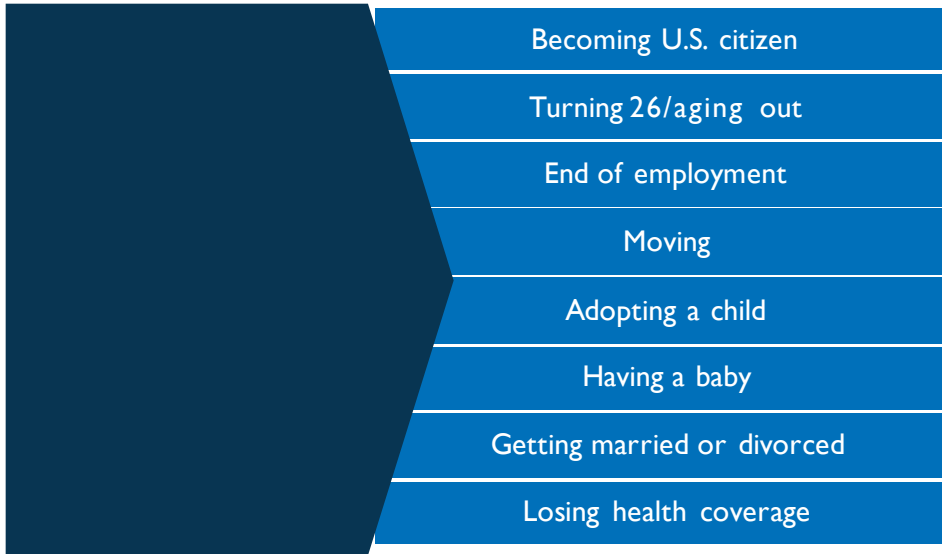 Becoming U.S. citizen
Turning 26/aging out
End of employment
Moving
Adopting a child
Having a baby
Getting married or divorced
Losing health coverage